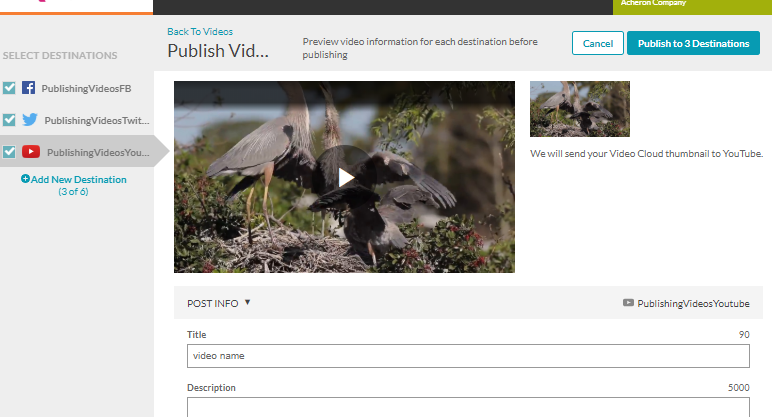 Acheron Company
Back To Videos
Publish Vid...
Preview video information for each destination before
publishing
Cancel
Publish to 3 Destinations
SELECT DESTINATIONS
PublishingVideosFB
PublishingVideosTwit...
PublishingVideosYou...
Add New Destination
(3 of 6)
We will send your Video Cloud thumbnail to YouTube.
POST INFO
PublishingVideosYoutube
Title
90
video name
Description
5000